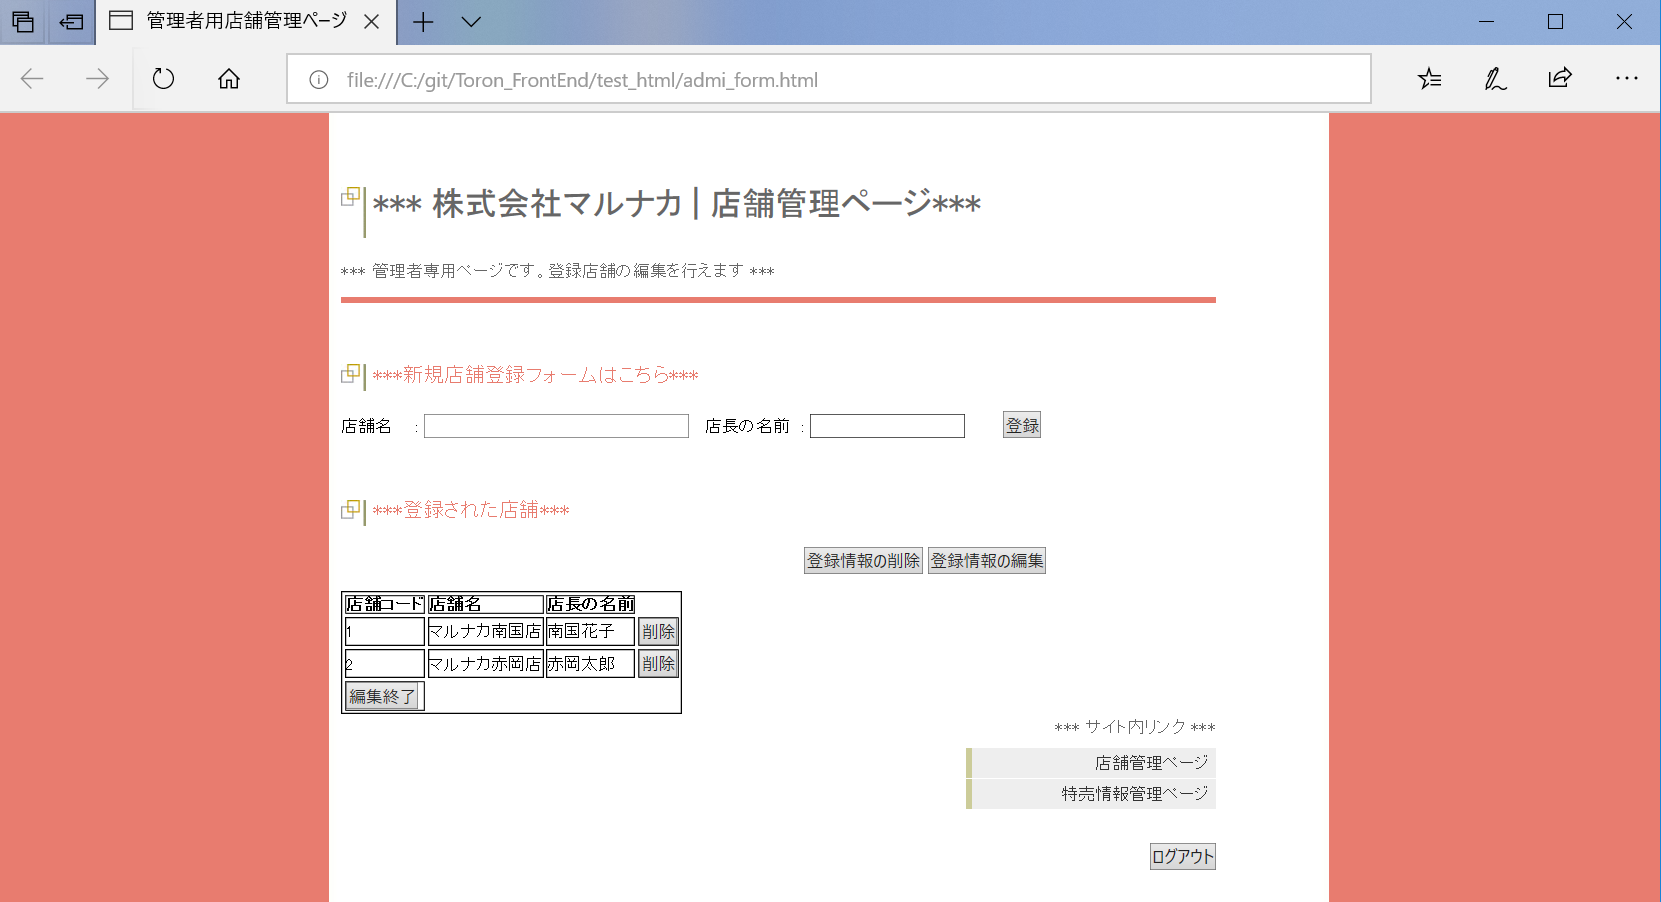 管理者用店舗管理ページ
file:///C:/git/Toron_FrontEnd/test_html/admi_form.html
*** 株式会社マルナカ | 店舗管理ページ***
*** 管理者専用ページです。登録店舗の編集を行えます ***
***新規店舗登録フォームはこちら***
店舗名 : 店長の名前 : 登録
***登録された店舗***
登録情報の削除 登録情報の編集
店舗コード 店舗名 店長の名前
1 マルナカ南国店 南国花子 削除
2 マルナカ赤岡店 赤岡太郎 削除
編集終了
*** サイト内リンク ***
店舗管理ページ
特売情報管理ページ
ログアウト